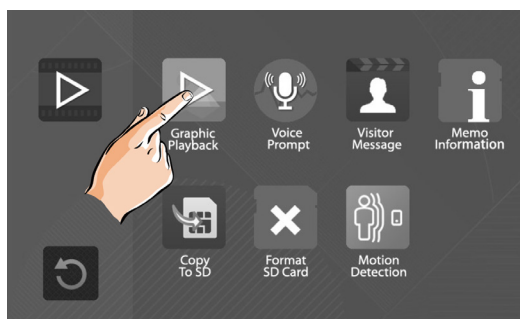 Graphic
Playback
Voice
Prompt
Visitor
Message
Memo
Information
Copy
To SD
Format
SD Card
Motion
Detection